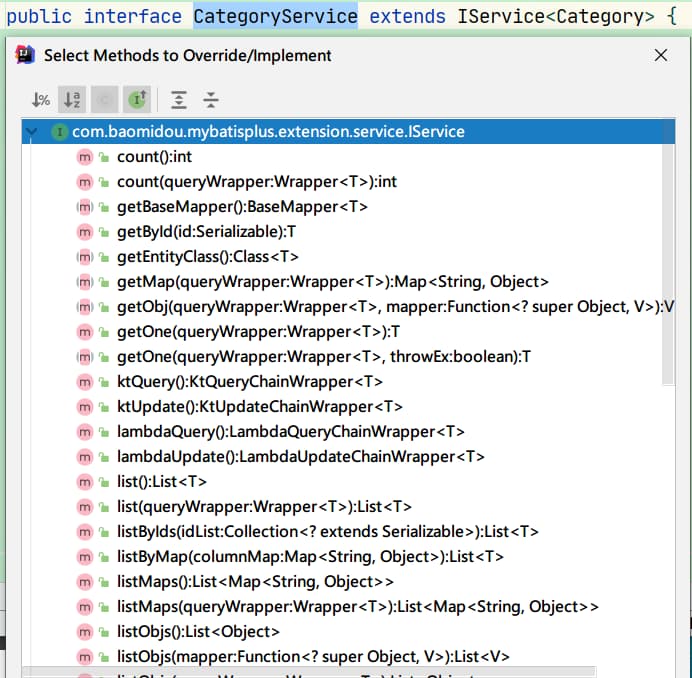 public interface CategoryService extends IService<Category> {
Select Methods to Override/Implement
com.baomidou.mybatisplus.extension.service.IService
count():int
count(queryWrapper:Wrapper<T>):int
getBaseMapper():BaseMapper<T>
getById(id:Serializable):T
getEntityClass():Class<T>
getMap(queryWrapper:Wrapper<T>):Map<String, Object>
getObj(queryWrapper:Wrapper<T>, mapper:Function<? super Object, V>):V
getOne(queryWrapper:Wrapper<T>):T
getOne(queryWrapper:Wrapper<T>, throwEx:boolean):T
ktQuery():KtQueryChainWrapper<T>
ktUpdate():KtUpdateChainWrapper<T>
lambdaQuery():LambdaQueryChainWrapper<T>
lambdaUpdate():LambdaUpdateChainWrapper<T>
list():List<T>
list(queryWrapper:Wrapper<T>):List<T>
listByIds(idList:Collection<? extends Serializable>):List<T>
listByMap(columnMap:Map<String, Object>):List<T>
listMaps():List<Map<String, Object>>
listMaps(queryWrapper:Wrapper<T>):List<Map<String, Object>>
listObjs():List<Object>
listObjs(mapper:Function<? super Object, V>):List<V>